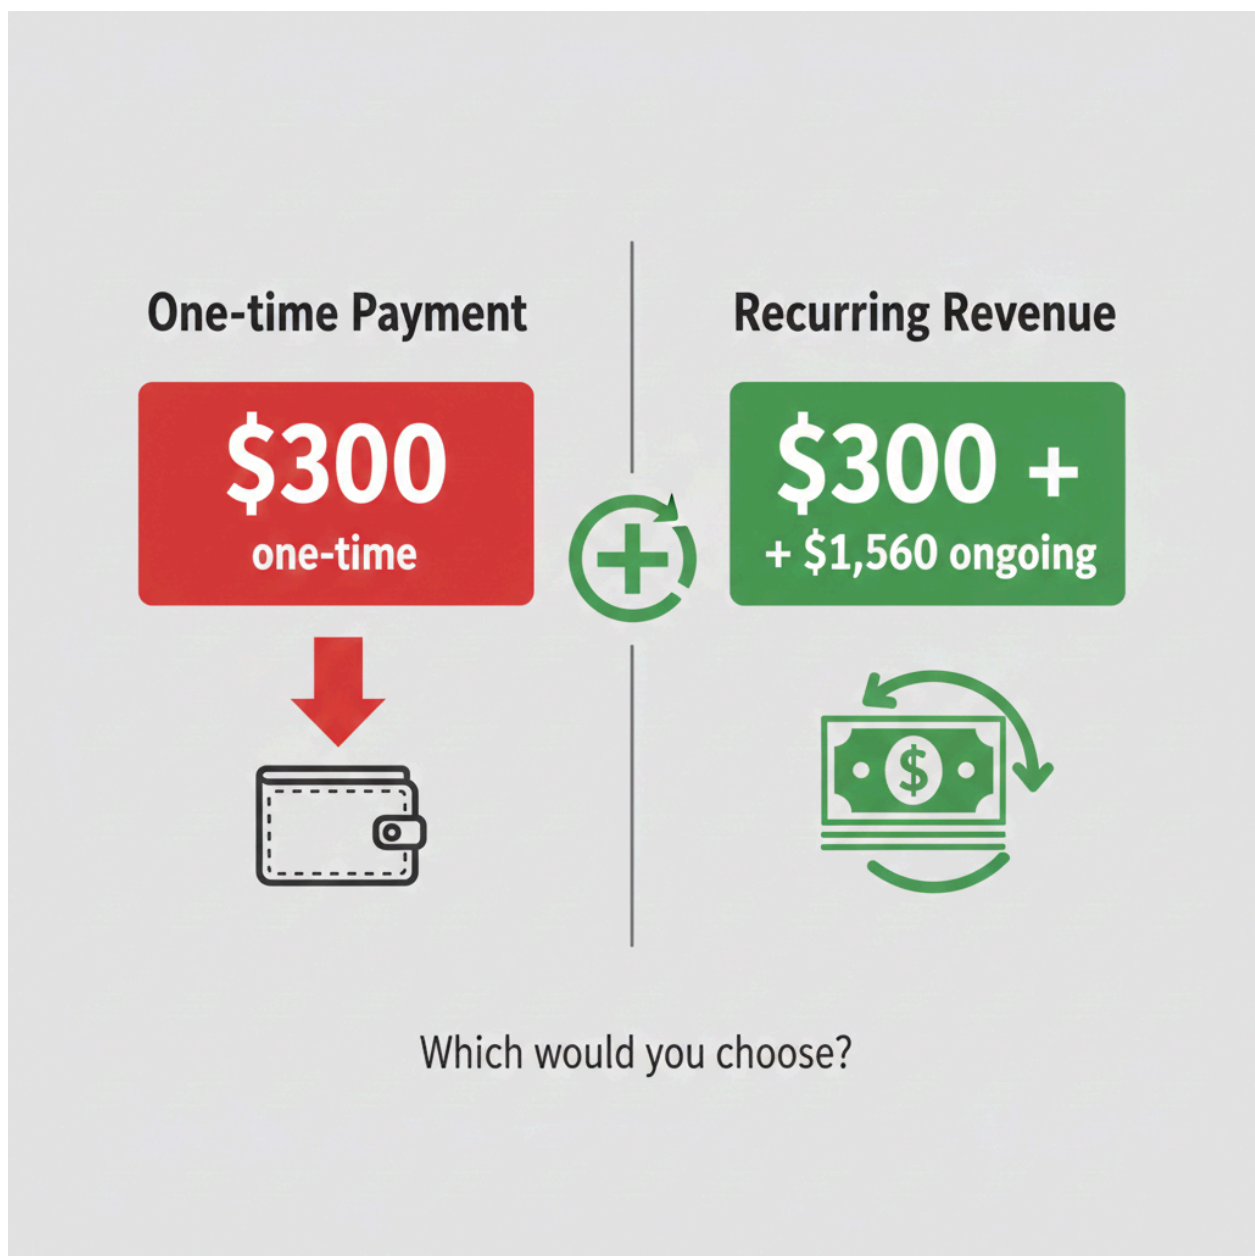 One-time Payment
$300
one-time
Recurring Revenue
$300 +
+ $1,560 ongoing
$
Which would you choose?